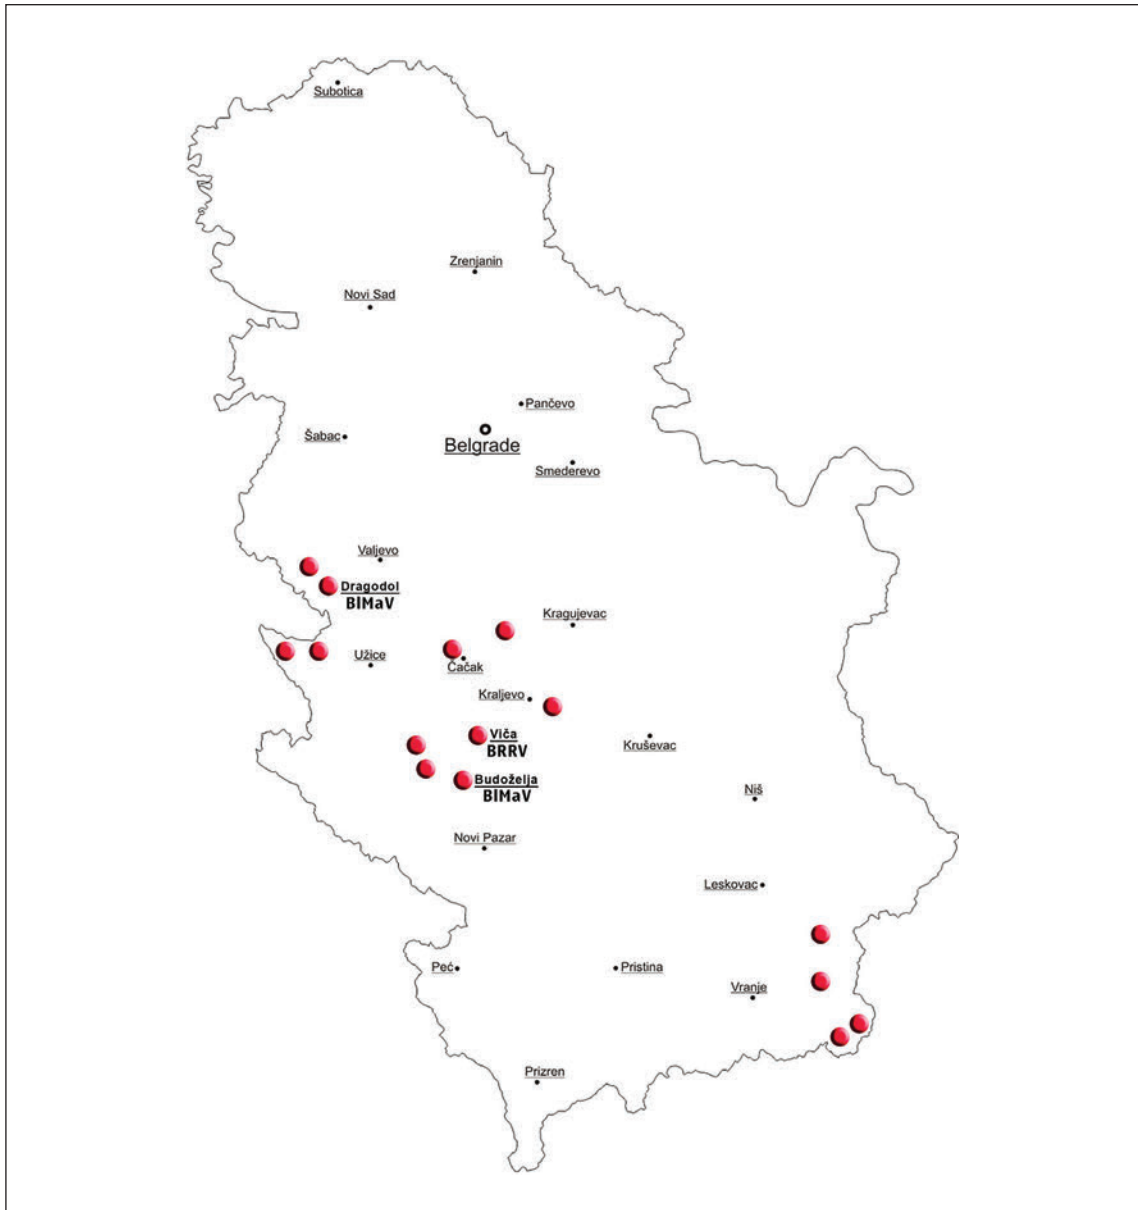 Subotica
Zrenjanin
Novi Sad
Pančevo
Šabac
Belgrade
Smederevo
Valjevo
Dragodol
BIMaV
Kragujevac
Užice
Čačak
Kraljevo
Viča
BRRV
Kruševac
Budoželja
BIMaV
Niš
Novi Pazar
Leskovac
Peć
Pristina
Vranje
Prizren